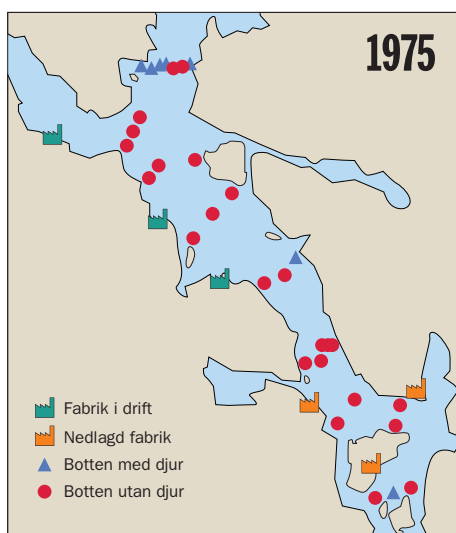 1975
Fabrik i drift
Nedlagd fabrik
Botten med djur
Botten utan djur